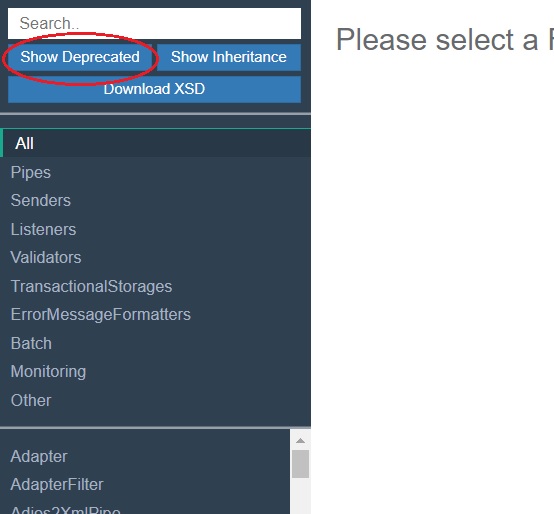 Search..
Please select a
Show Deprecated Show Inheritance
Download XSD
All
Pipes
Senders
Listeners
Validators
TransactionalStorages
ErrorMessageFormatters
Batch
Monitoring
Other
Adapter
AdapterFilter
Adios2XmlPipe